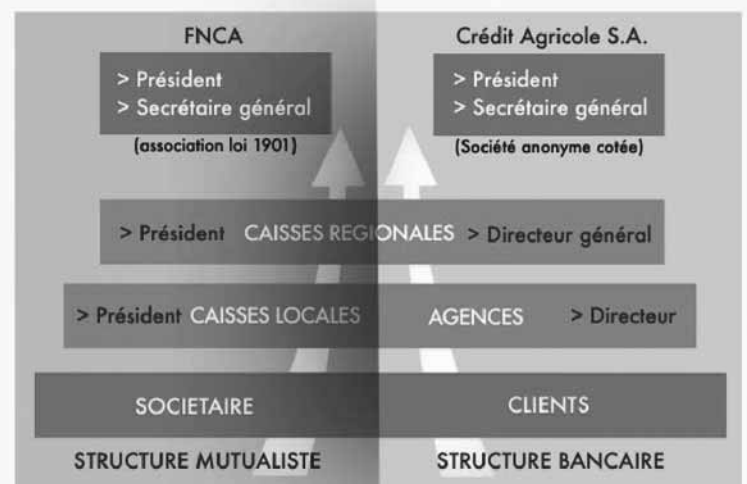 FNCA
Crédit Agricole S.A.
> Président
> Secrétaire général
> Président
> Secrétaire général
(association loi 1901)
(Société anonyme cotée)
> Président CAISSES REGIONALES > Directeur général
> Président CAISSES LOCALES
AGENCES > Directeur
SOCIETAIRE
CLIENTS
STRUCTURE MUTUALISTE
STRUCTURE BANCAIRE